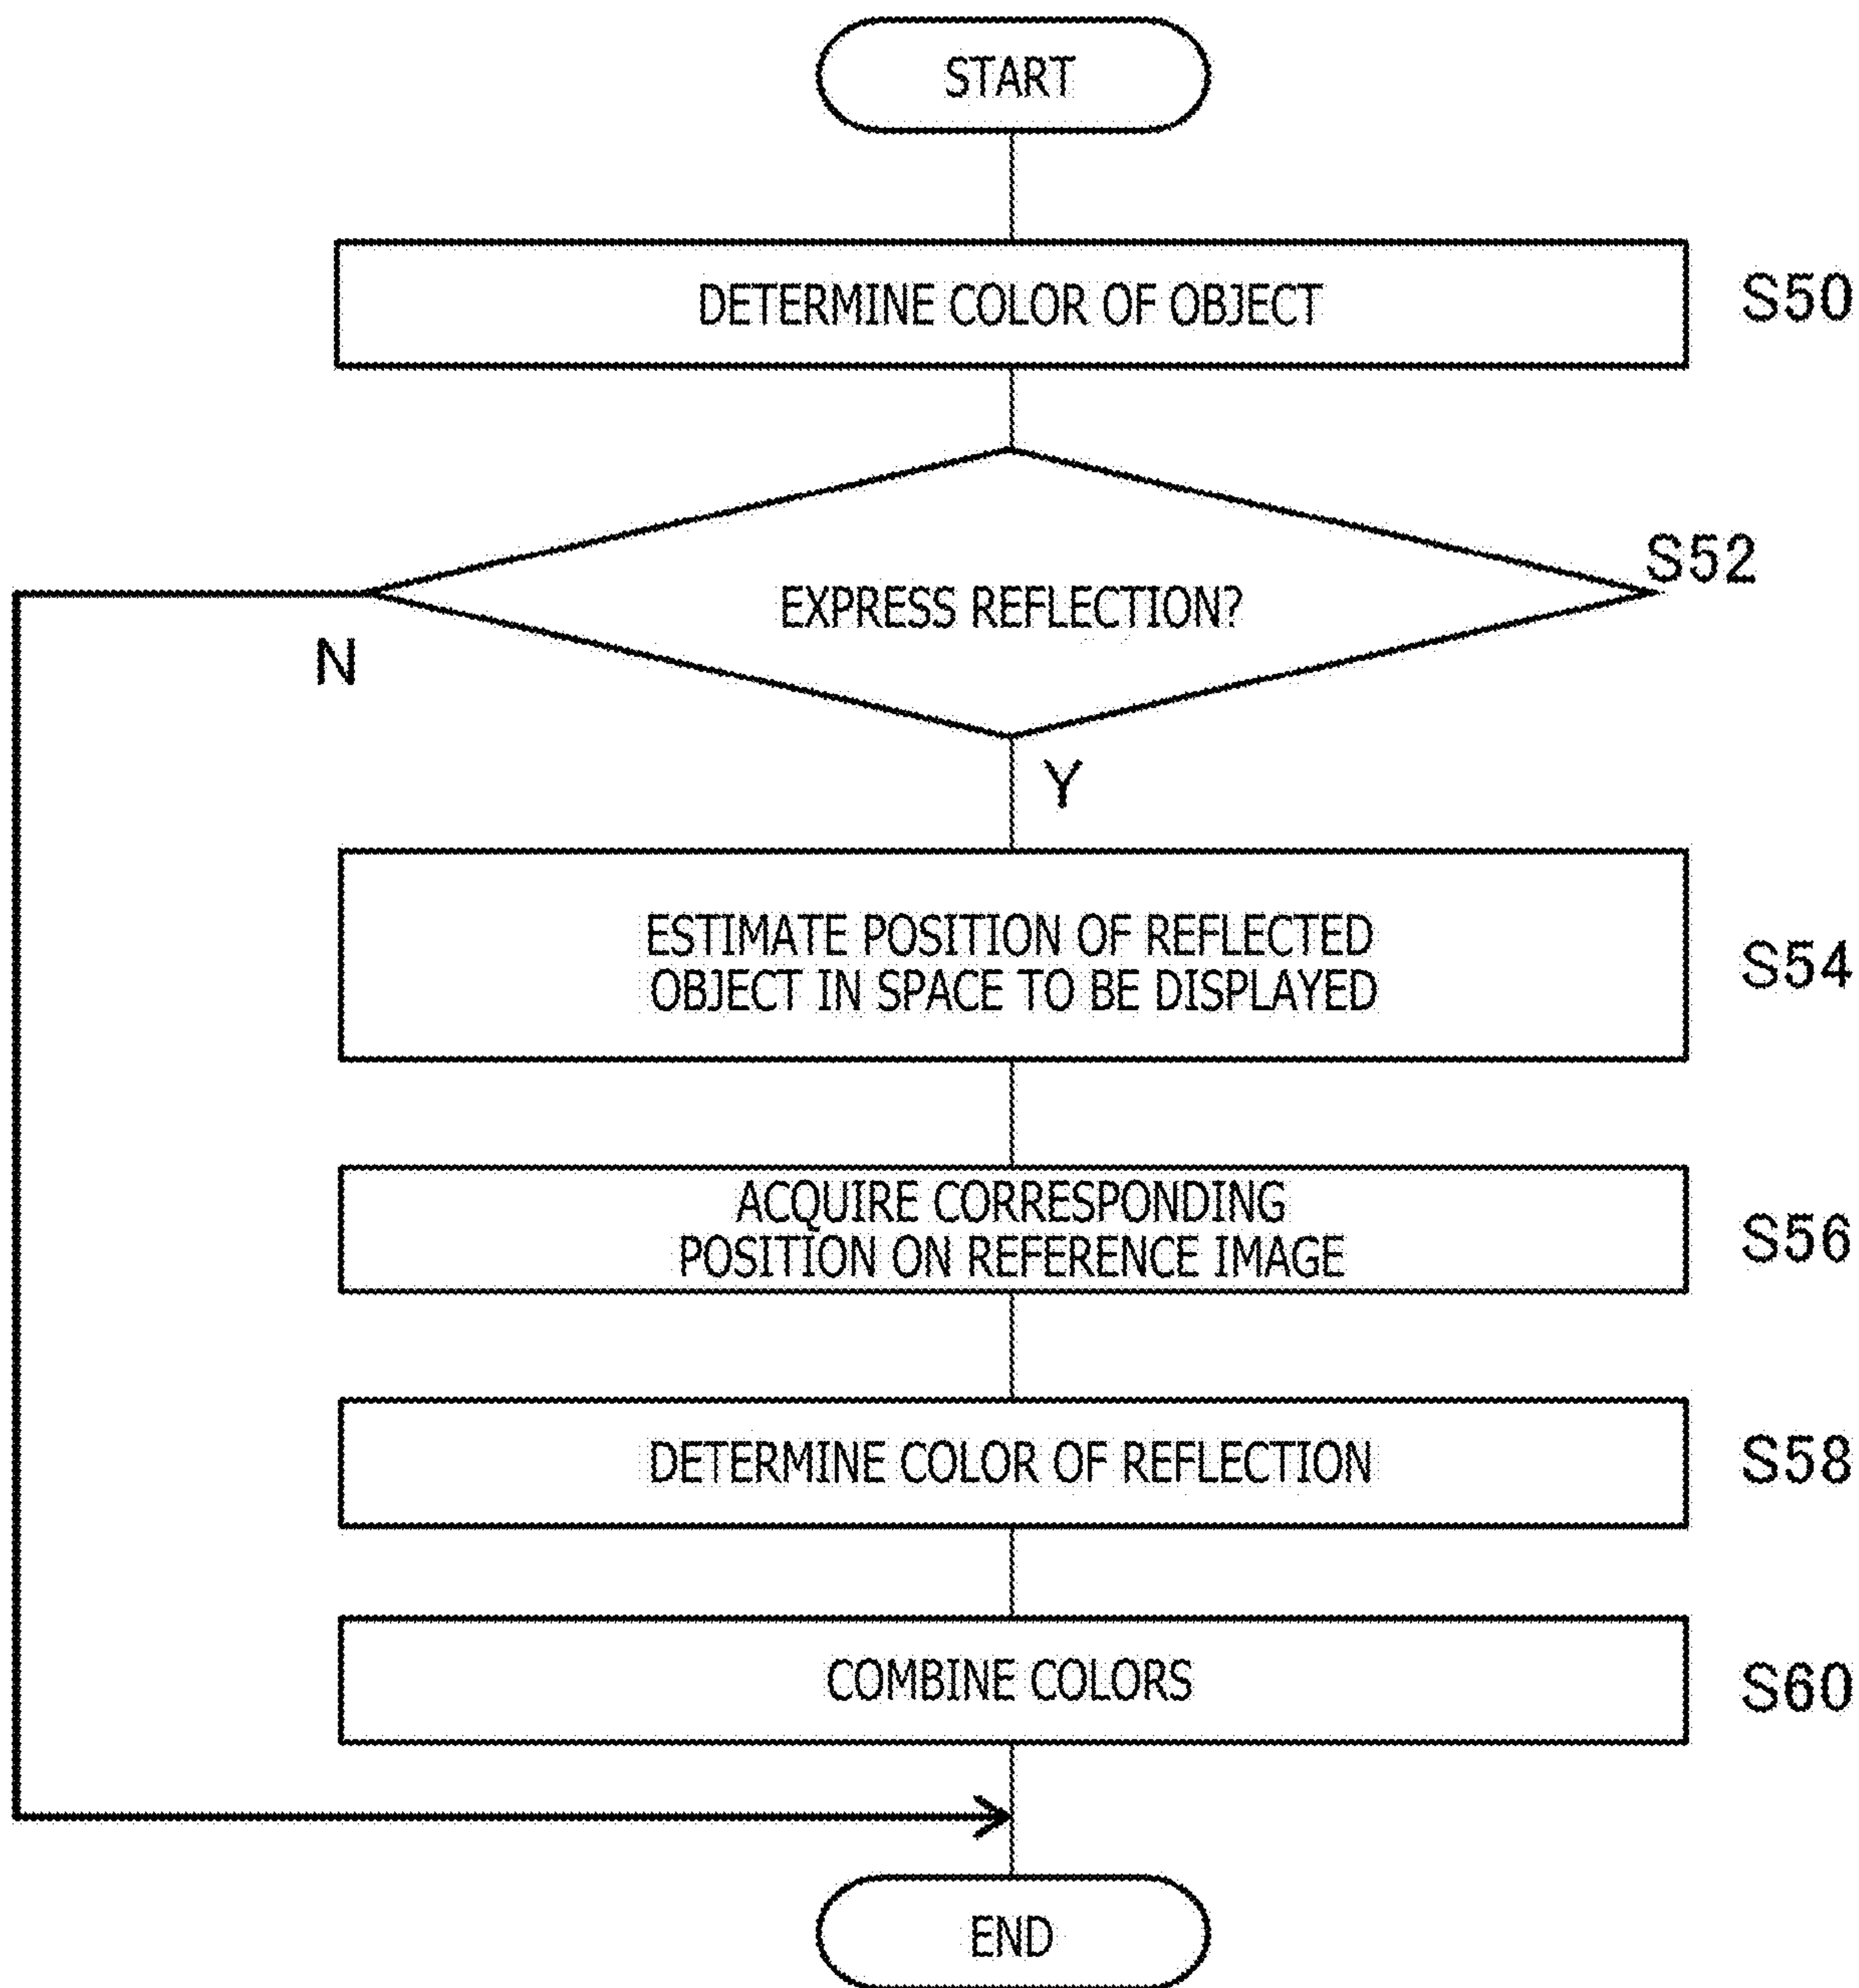 START
DETERMINE COLOR OF OBJECT
S50
S52
EXPRESS REFLECTION?
N
Y
ESTIMATE POSITION OF REFLECTED
OBJECT IN SPACE TO BE DISPLAYED
S54
ACQUIRE CORRESPONDING
POSITION ON REFERENCE IMAGE
S56
DETERMINE COLOR OF REFLECTION
S58
COMBINE COLORS
S60
END